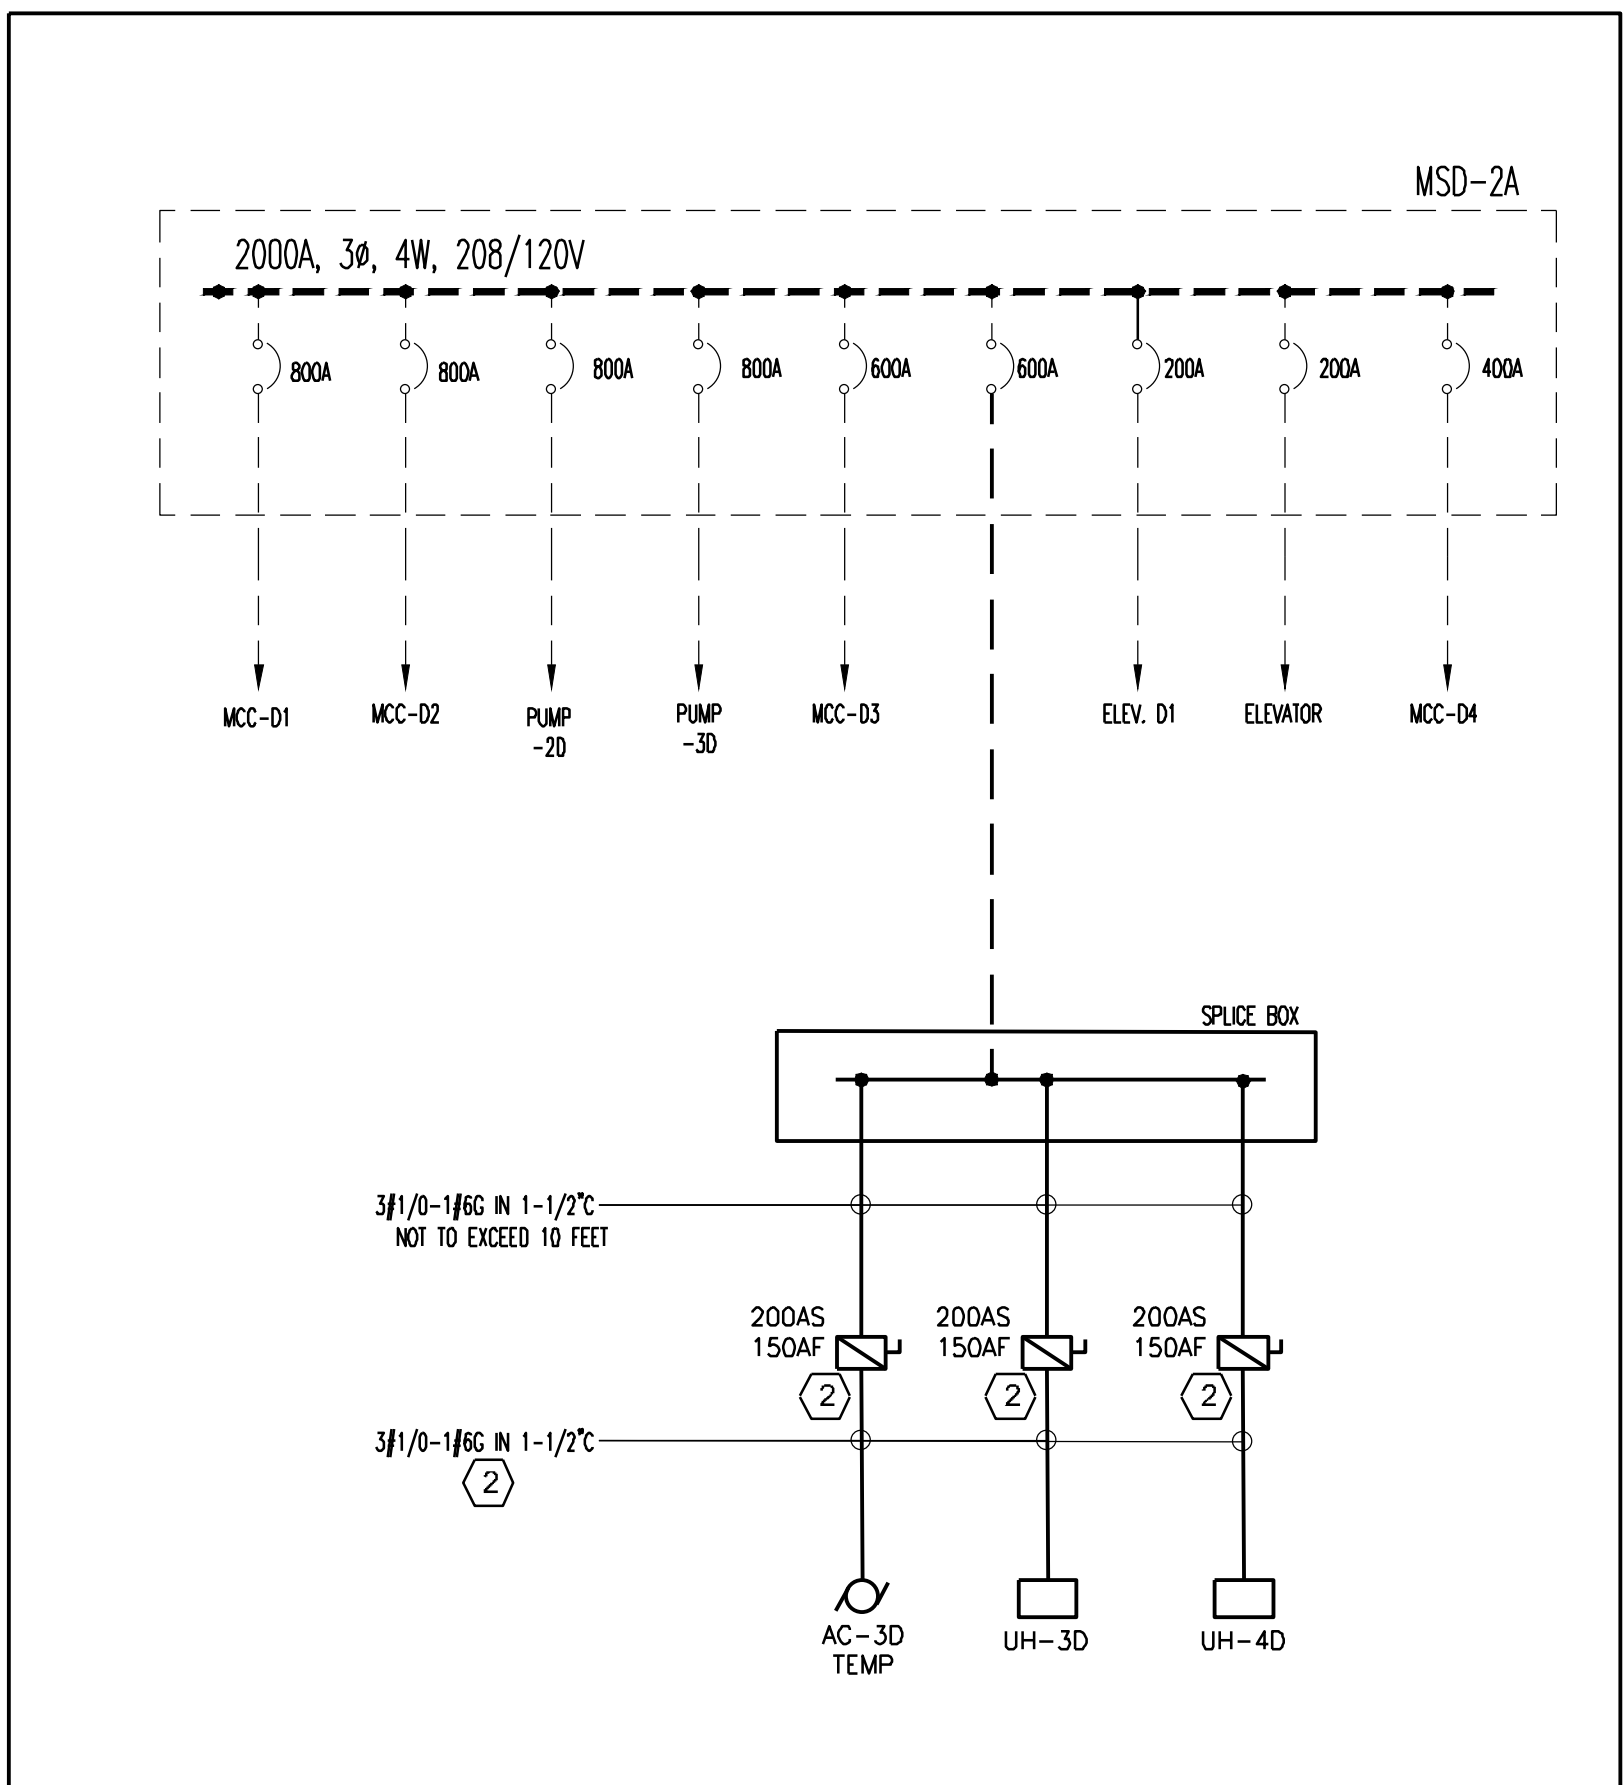 MSD-2A
2000A, 3ø, 4W, 208/120V
800A
800A
800A
800A
600A
600A
200A
200A
400A
MCC-D1
MCC-D2
PUMP
-2D
PUMP
-3D
MCC-D3
ELEV. D1
ELEVATOR
MCC-D4
SPLICE BOX
3#1/0-1#6G IN 1-1/2"C
NOT TO EXCEED 10 FEET
200AS
150AF
2
200AS
150AF
2
200AS
150AF
2
3#1/0-1#6G IN 1-1/2"C
2
AC-3D
TEMP
UH-3D
UH-4D